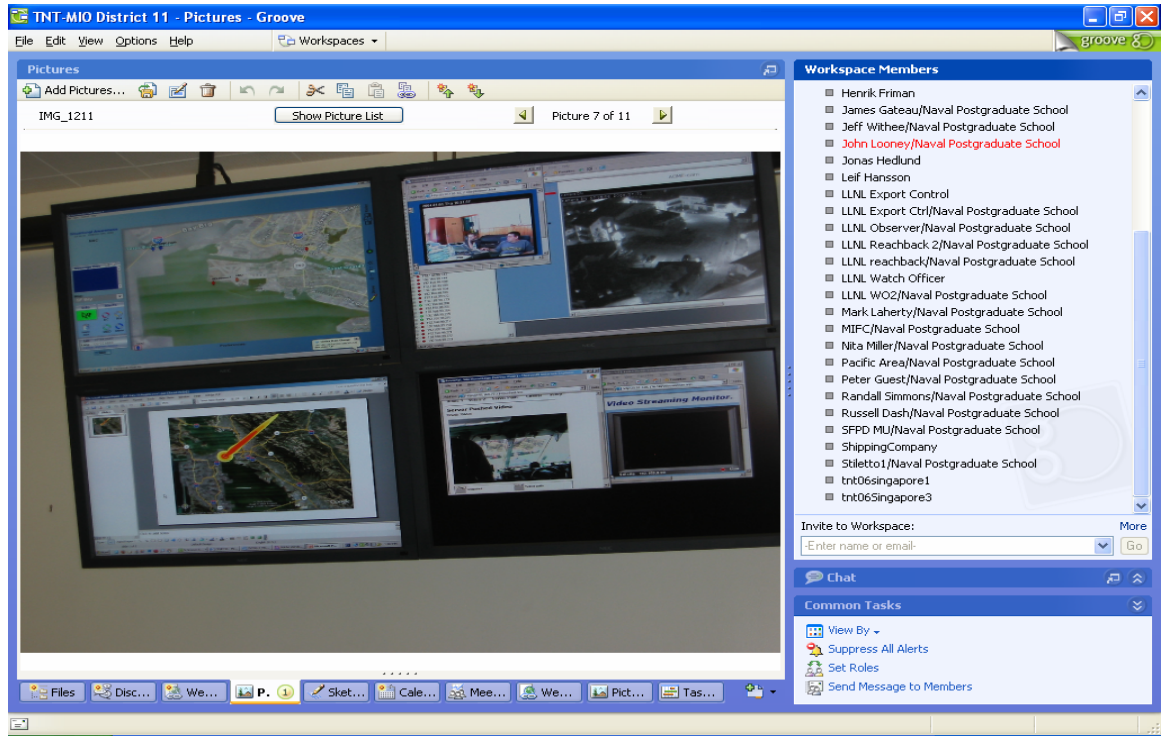 TNT-MIO District 11 - Pictures - Groove
File Edit View Options Help Workspaces
groove
Pictures
Add Pictures...
IMG_1211 Show Picture List Picture 7 of 11
Server Pushed Video
Video Streaming Monitor.
Workspace Members
Henrik Friman
James Gateau/Naval Postgraduate School
Jeff Withee/Naval Postgraduate School
John Looney/Naval Postgraduate School
Jonas Hedlund
Leif Hansson
LLNL Export Control
LLNL Export Ctrl/Naval Postgraduate School
LLNL Observer/Naval Postgraduate School
LLNL Reachback 2/Naval Postgraduate School
LLNL reachback/Naval Postgraduate School
LLNL Watch Officer
LLNL WO2/Naval Postgraduate School
Mark Laherty/Naval Postgraduate School
MIFC/Naval Postgraduate School
Nita Miller/Naval Postgraduate School
Pacific Area/Naval Postgraduate School
Peter Guest/Naval Postgraduate School
Randall Simmons/Naval Postgraduate School
Russell Dash/Naval Postgraduate School
SFPD MU/Naval Postgraduate School
ShippingCompany
Stiletto1/Naval Postgraduate School
tnt06singapore1
tnt06Singapore3
Invite to Workspace: More
-Enter name or email- Go
Chat
Common Tasks
View By
Suppress All Alerts
Set Roles
Send Message to Members
Files Disc... We... P. 1 Sket... Cale... Mee... We... Pict... Tas...